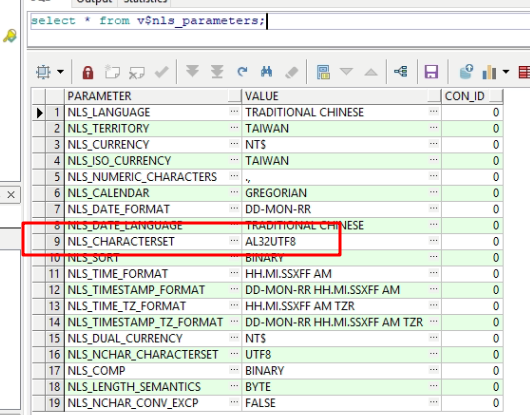 Output Statistics
select * from v$nls_parameters;
PARAMETER VALUE CON_ID
1 NLS_LANGUAGE ... TRADITIONAL CHINESE ... 0
2 NLS_TERRITORY ... TAIWAN ... 0
3 NLS_CURRENCY ... NT$ ... 0
4 NLS_ISO_CURRENCY ... TAIWAN ... 0
5 NLS_NUMERIC_CHARACTERS ... ., ... 0
6 NLS_CALENDAR ... GREGORIAN ... 0
7 NLS_DATE_FORMAT ... DD-MON-RR ... 0
8 NLS_DATE_LANGUAGE ... TRADITIONAL CHINESE ... 0
9 NLS_CHARACTERSET ... AL32UTF8 ... 0
10 NLS_SORT ... BINARY ... 0
11 NLS_TIME_FORMAT ... HH.MI.SSXFF AM ... 0
12 NLS_TIMESTAMP_FORMAT ... DD-MON-RR HH.MI.SSXFF AM ... 0
13 NLS_TIME_TZ_FORMAT ... HH.MI.SSXFF AM TZR ... 0
14 NLS_TIMESTAMP_TZ_FORMAT ... DD-MON-RR HH.MI.SSXFF AM TZR ... 0
15 NLS_DUAL_CURRENCY ... NT$ ... 0
16 NLS_NCHAR_CHARACTERSET ... UTF8 ... 0
17 NLS_COMP ... BINARY ... 0
18 NLS_LENGTH_SEMANTICS ... BYTE ... 0
19 NLS_NCHAR_CONV_EXCP ... FALSE ... 0